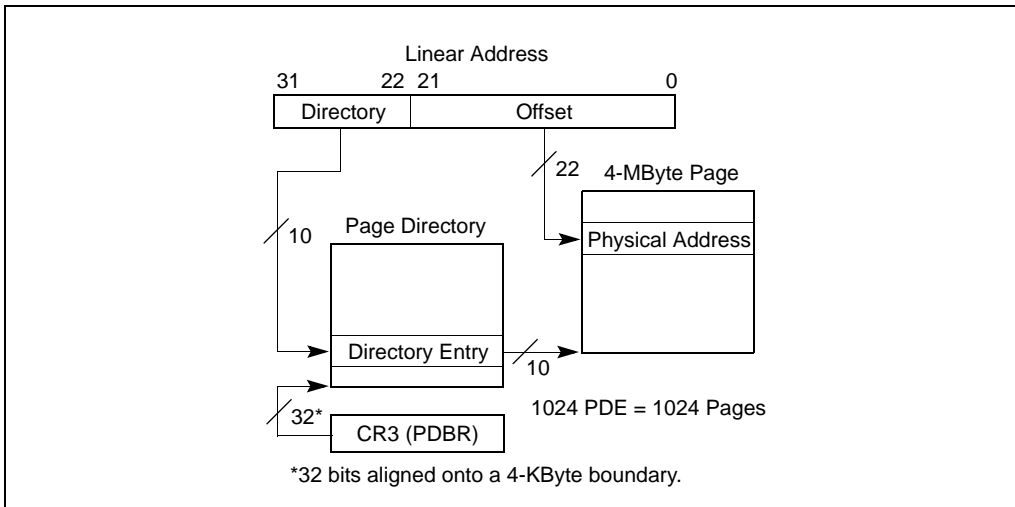 Linear Address
31 22 21 0
Directory Offset
22
4-MByte Page
10
Page Directory
Physical Address
Directory Entry
10
32*
CR3 (PDBR)
1024 PDE = 1024 Pages
*32 bits aligned onto a 4-KByte boundary.